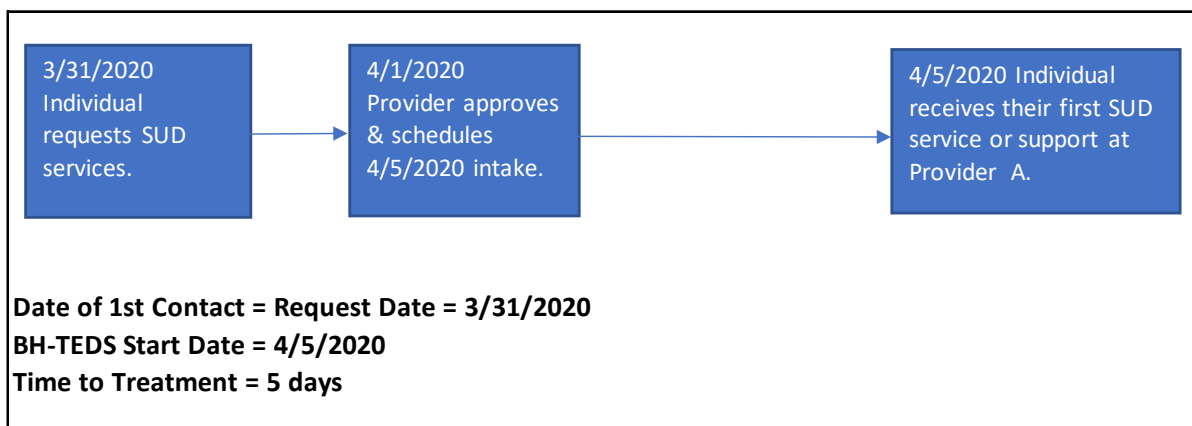 3/31/2020
Individual
requests SUD
services.
4/1/2020
Provider approves
& schedules
4/5/2020 intake.
4/5/2020 Individual
receives their first SUD
service or support at
Provider A.
Date of 1st Contact = Request Date = 3/31/2020
BH-TEDS Start Date = 4/5/2020
Time to Treatment = 5 days